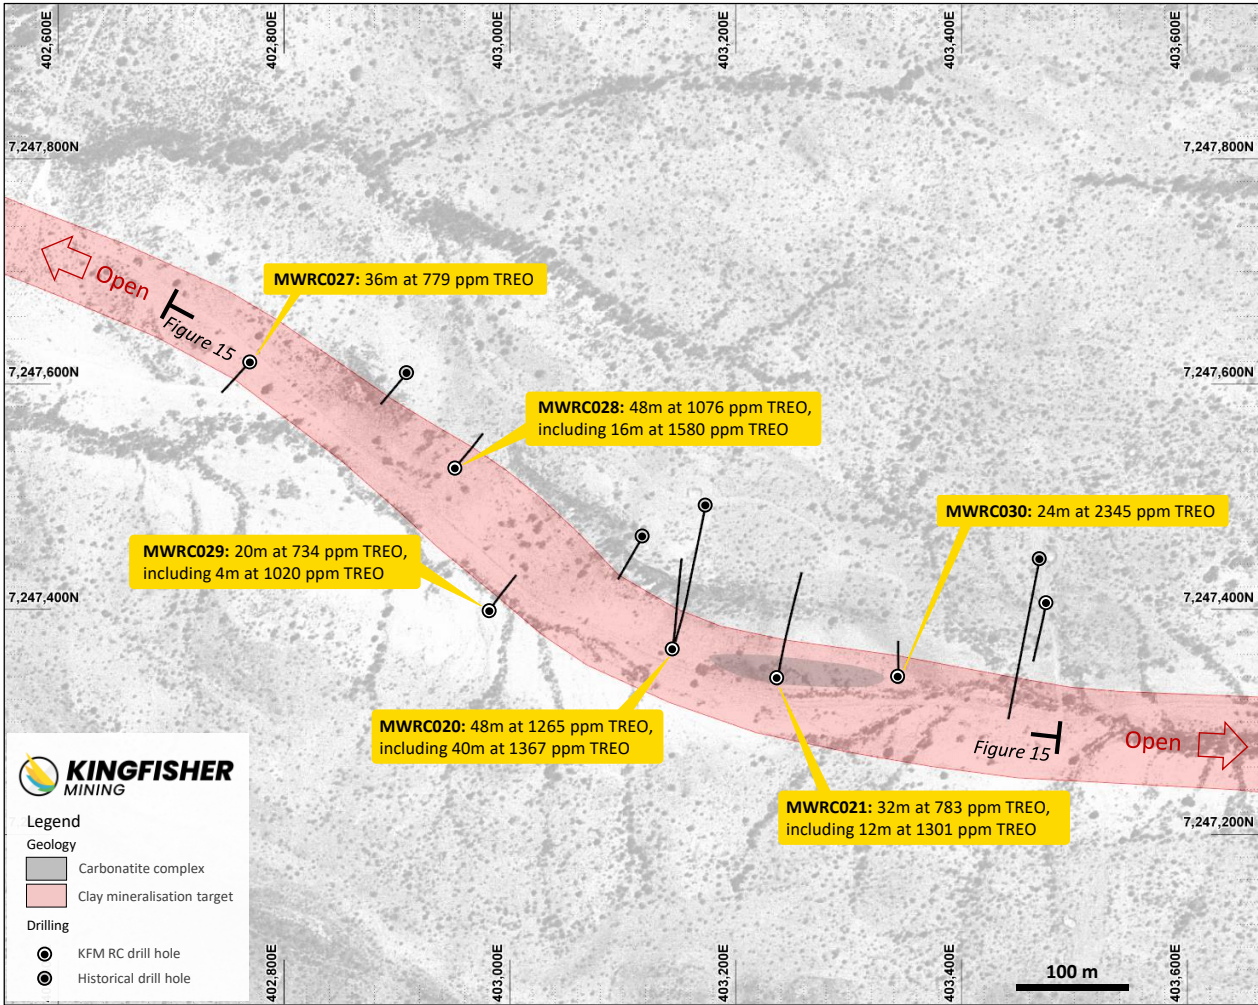 402,600E
402,800E
403,000E
403,200E
403,400E
403,600E
7,247,800N
7,247,800N
Open
MWRC027: 36m at 779 ppm TREO
Figure 15
7,247,600N
7,247,600N
MWRC028: 48m at 1076 ppm TREO,
including 16m at 1580 ppm TREO
MWRC030: 24m at 2345 ppm TREO
MWRC029: 20m at 734 ppm TREO,
including 4m at 1020 ppm TREO
7,247,400N
7,247,400N
MWRC020: 48m at 1265 ppm TREO,
including 40m at 1367 ppm TREO
Figure 15
Open
MWRC021: 32m at 783 ppm TREO,
including 12m at 1301 ppm TREO
7,247,200N
KINGFISHER
MINING
Legend
Geology
Carbonatite complex
Clay mineralisation target
Drilling
KFM RC drill hole
Historical drill hole
402,800E
403,000E
403,200E
403,400E
403,600E
100 m